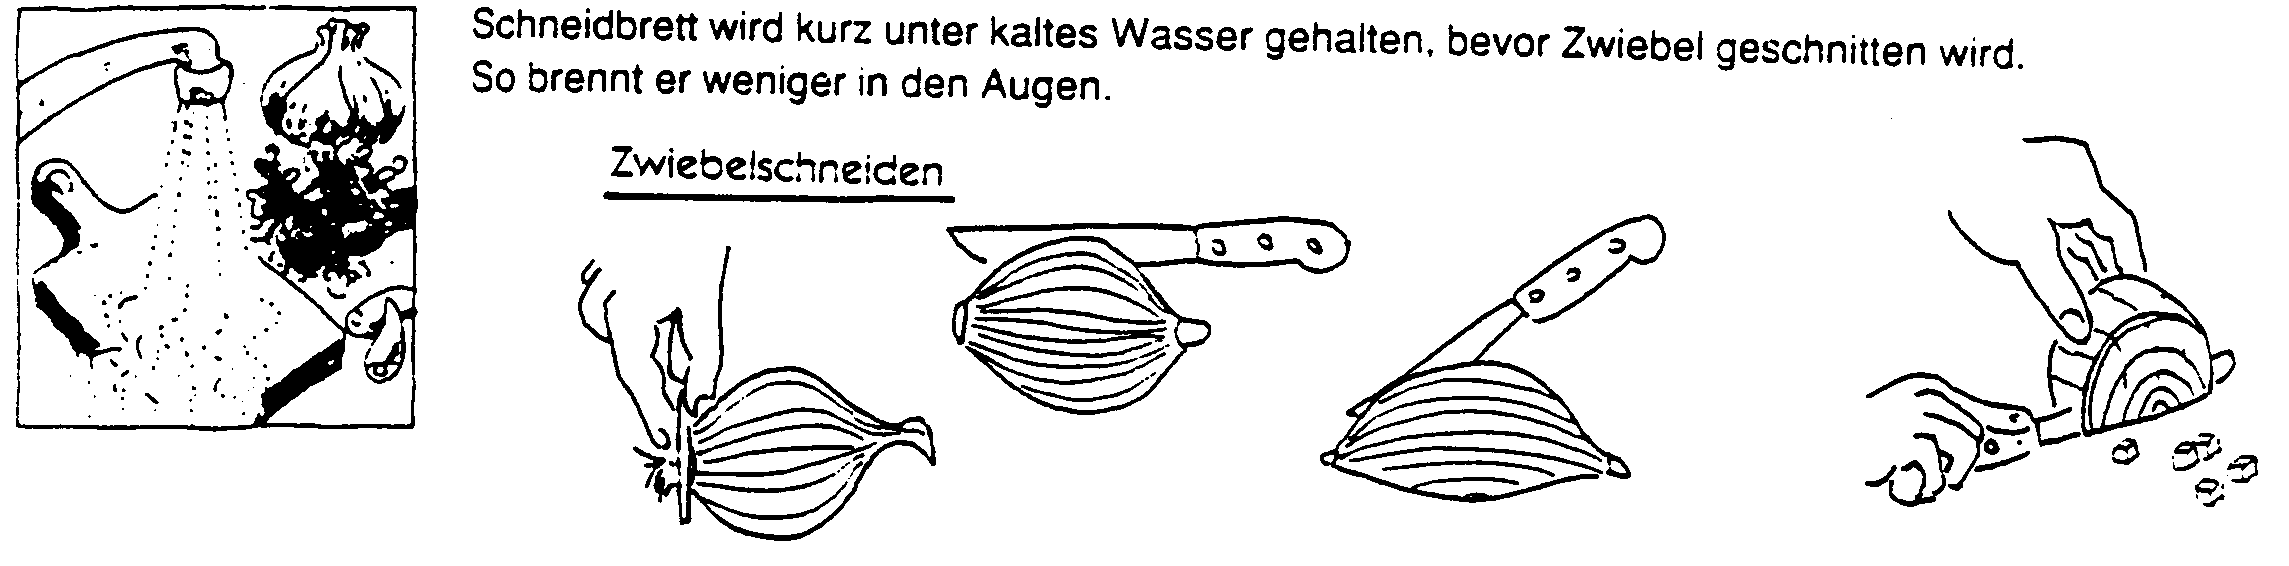 Schneidbrett wird kurz unter kaltes Wasser gehalten, bevor Zwiebel geschnitten wird.
So brennt er weniger in den Augen.
Zwiebelschneiden